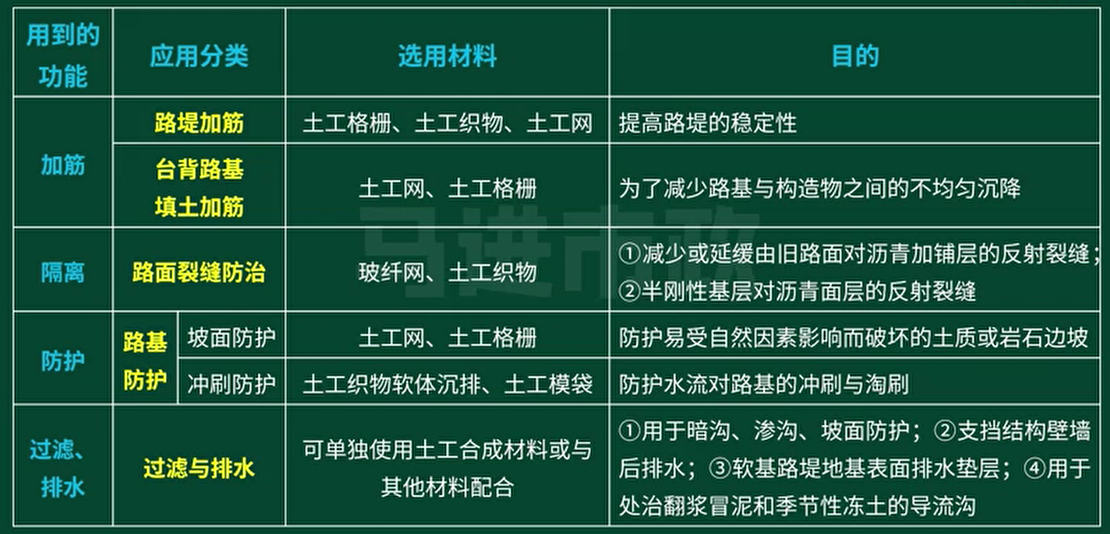 用到的
功能
应用分类
选用材料
目的
加筋
路堤加筋
土工格栅、土工织物、土工网
提高路堤的稳定性
台背路基
填土加筋
土工网、土工格栅
为了减少路基与构造物之间的不均匀沉降
隔离
路面裂缝防治
玻纤网、土工织物
①减少或延缓由旧路面对沥青加铺层的反射裂缝；
②半刚性基层对沥青面层的反射裂缝
防护
路基
防护
坡面防护
土工网、土工格栅
防护易受自然因素影响而破坏的土质或岩石边坡
冲刷防护
土工织物软体沉排、土工模袋
防护水流对路基的冲刷与淘刷
过滤、
排水
过滤与排水
可单独使用土工合成材料或与
其他材料配合
①用于暗沟、渗沟、坡面防护；②支挡结构壁墙
后排水；③软基路堤地基表面排水垫层；④用于
处治翻浆冒泥和季节性冻土的导流沟
马进市政